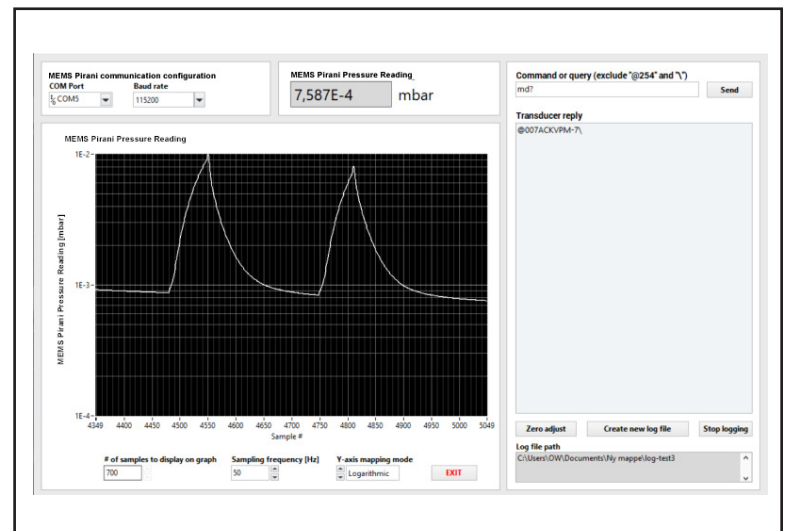 MEMS Pirani communication configuration
COM Port Baud rate
COM5 115200
MEMS Pirani Pressure Reading
7,587E-4 mbar
Command or query (exclude "@254" and "\")
md? Send
Transducer reply
@007ACKVPM-7\
MEMS Pirani Pressure Reading
MEMS Pirani Pressure Reading [mbar]
1E-2
1E-3
1E-4
4349 4400 4450 4500 4550 4600 4650 4700 4750 4800 4850 4900 4950 5000 5049
Sample #
# of samples to display on graph Sampling frequency [Hz] Y-axis mapping mode
700 50 Logarithmic EXIT
Zero adjust Create new log file Stop logging
Log file path
C:\Users\OW\Documents\Ny mappe\log-test3